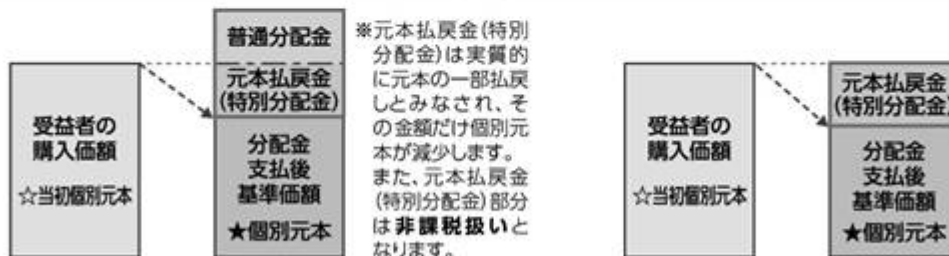 普通分配金
元本払戻金
(特別分配金)
受益者の
購入価額
☆当初個別元本
分配金
支払後
基準価額
★個別元本
※元本払戻金(特別
分配金)は実質的
に元本の一部払戻
しとみなされ、そ
の金額だけ個別元
本が減少します。
また、元本払戻金
(特別分配金)部分
は非課税扱いと
なります。
受益者の
購入価額
☆当初個別元本
元本払戻金
(特別分配金)
分配金
支払後
基準価額
★個別元本